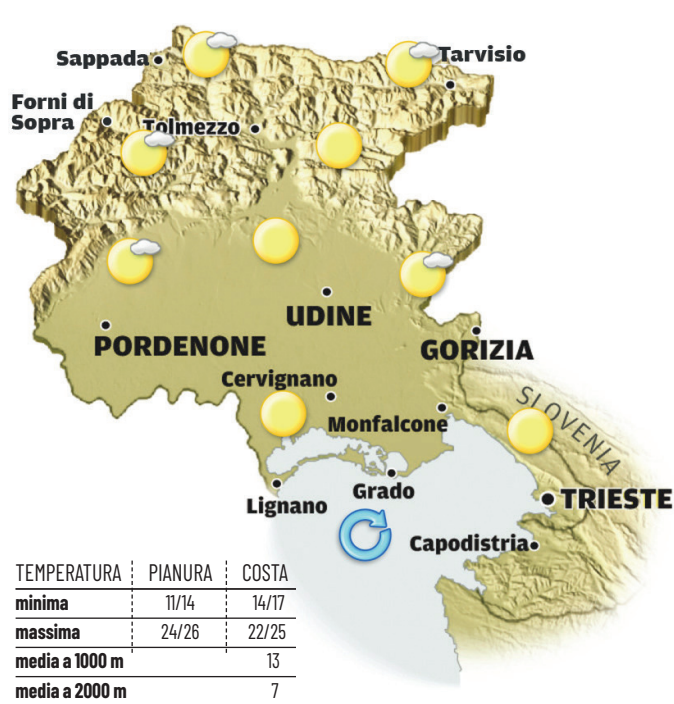 Sappada
Tarvisio
Forni di
Sopra
Tolmezzo
UDINE
PORDENONE
GORIZIA
Cervignano
SLOVENIA
Monfalcone
Lignano
Grado
TRIESTE
Capodistria
TEMPERATURA PIANURA COSTA
minima 11/14 14/17
massima 24/26 22/25
media a 1000 m 13
media a 2000 m 7